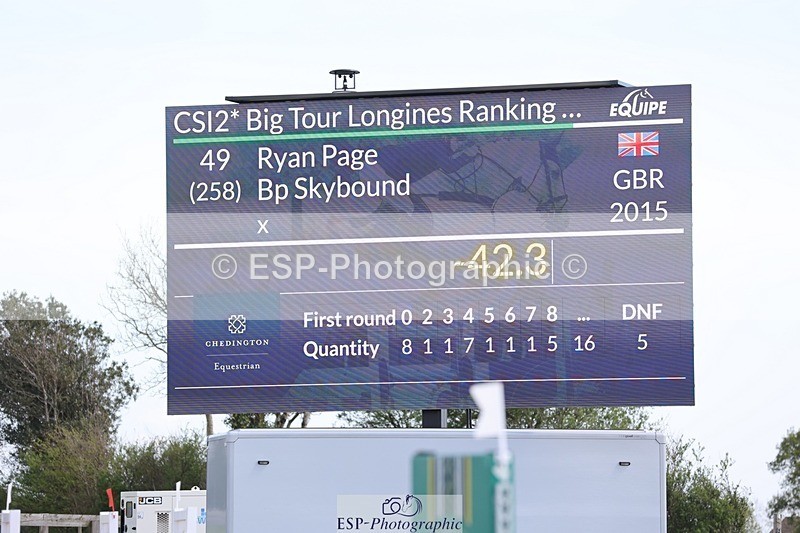 CSI2* Big Tour Longines Ranking ...
EQUIPE
49 Ryan Page
(258) Bp Skybound
GBR
x
2015
-42.3
© ESP-Photographic ©
First round 0 2 3 4 5 6 7 8 ... DNF
Quantity 8 1 1 7 1 1 1 5 16 5
CHEDINGTON
Equestrian
JCB
ESP-Photographic